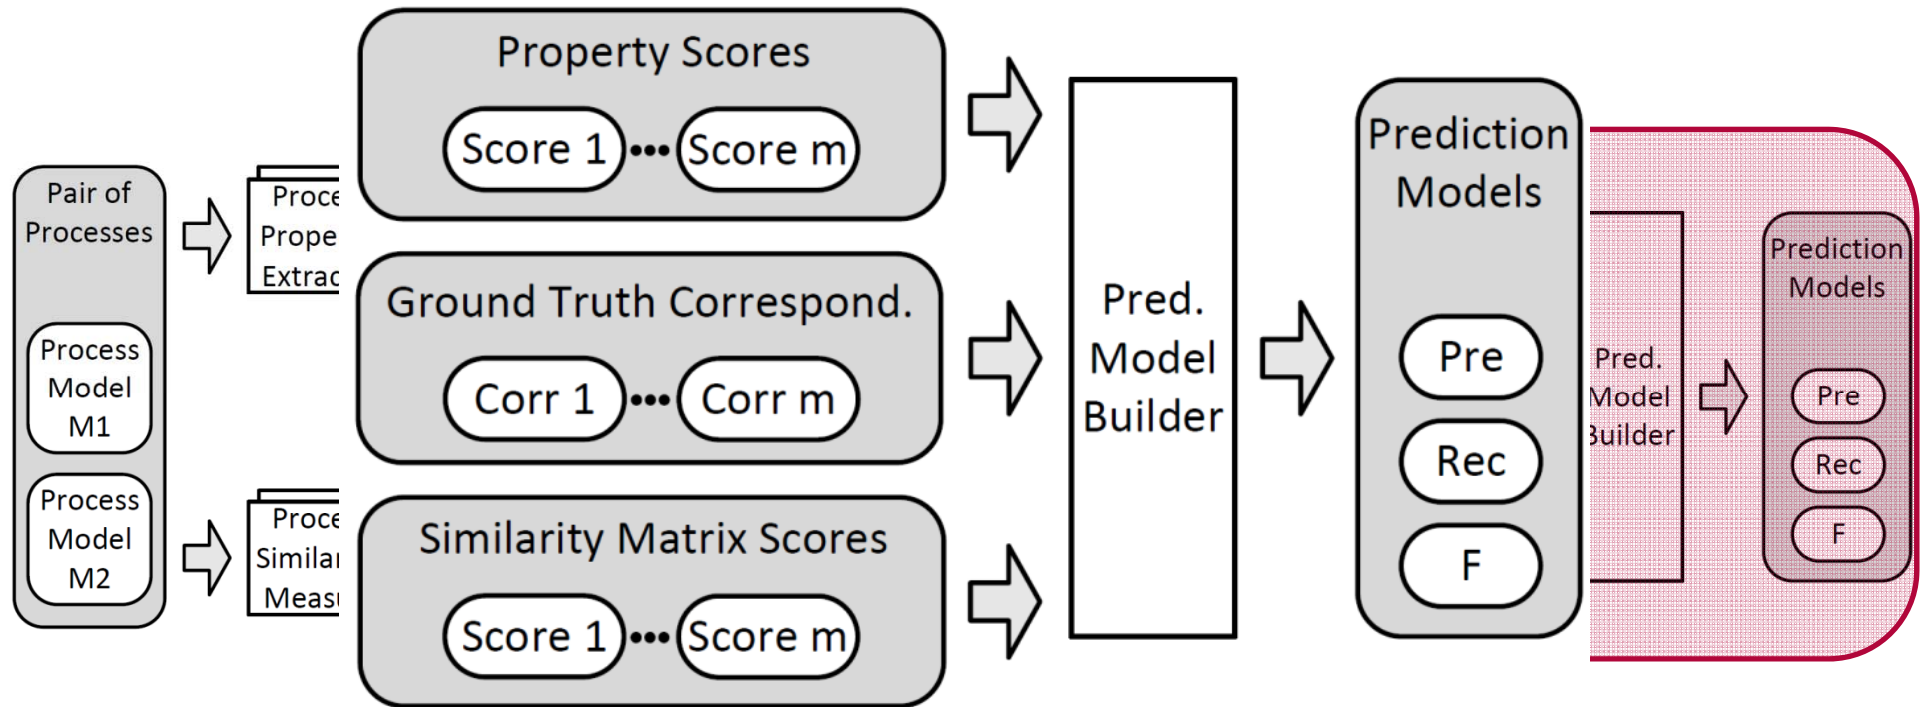 Pair of
Processes
Process
Model
M1
Process
Model
M2
Proce
Prope
Extrac
Proce
Simila
Meas
Property Scores
Score 1 ••• Score m
Ground Truth Correspond.
Corr 1 ••• Corr m
Similarity Matrix Scores
Score 1 ••• Score m
Pred.
Model
Builder
Prediction
Models
Pre
Rec
F
Pred.
Model
Builder
Prediction
Models
Pre
Rec
F